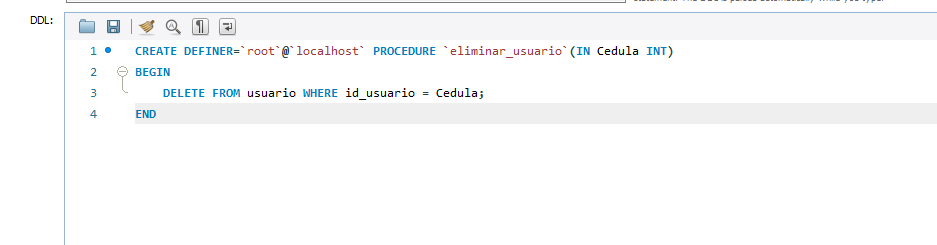 DDL:
1 CREATE DEFINER=`root`@`localhost` PROCEDURE `eliminar_usuario`(IN Cedula INT)
2 BEGIN
3 DELETE FROM usuario WHERE id_usuario = Cedula;
4 END